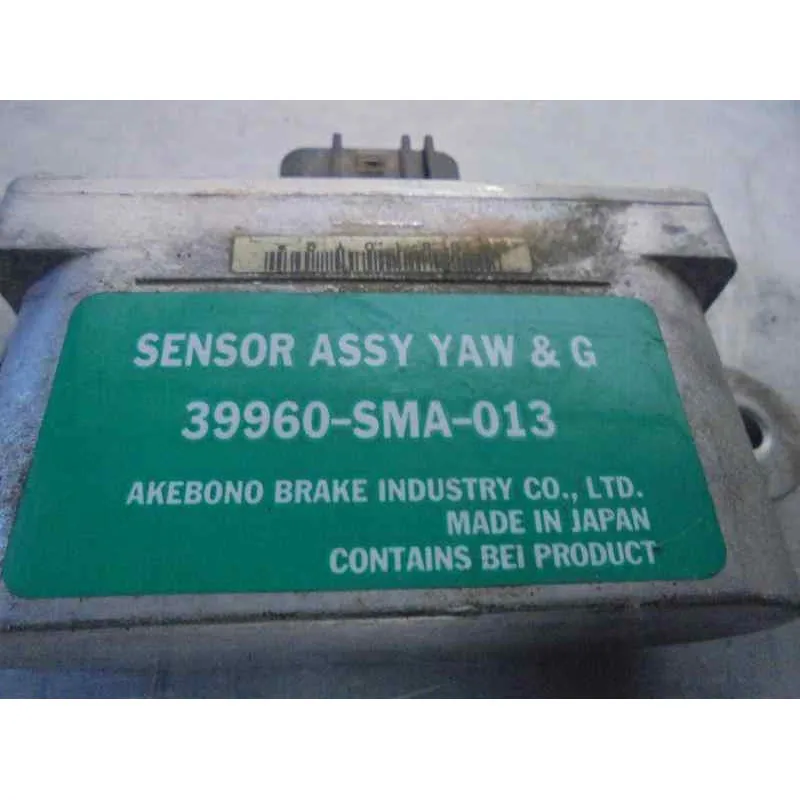 SENSOR ASSY YAW & G
39960-SMA-013
AKEBONO BRAKE INDUSTRY CO., LTD.
MADE IN JAPAN
CONTAINS BEI PRODUCT